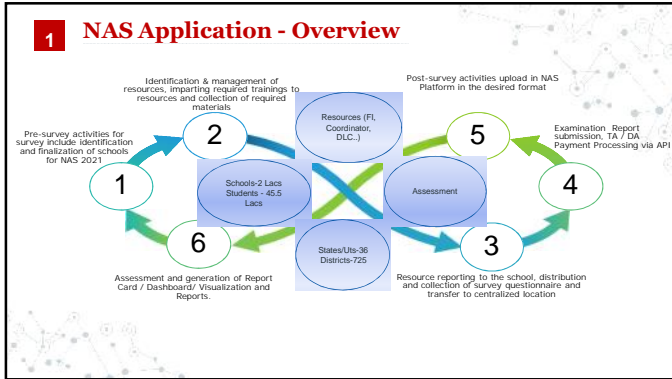 1
NAS Application - Overview
Identification & management of
resources, imparting required trainings to
resources and collection of required
materials
Post-survey activities upload in NAS
Platform in the desired format
Pre-survey activities for
survey include identification
and finalization of schools
for NAS 2021
2
Resources (FI,
Coordinator,
DLC..)
5
Examination Report
submission, TA / DA
Payment Processing via API
1
Schools-2 Lacs
Students - 45.5
Lacs
Assessment
4
6
States/Uts-36
Districts-725
3
Assessment and generation of Report
Card / Dashboard/ Visualization and
Reports.
Resource reporting to the school, distribution
and collection of survey questionnaire and
transfer to centralized location